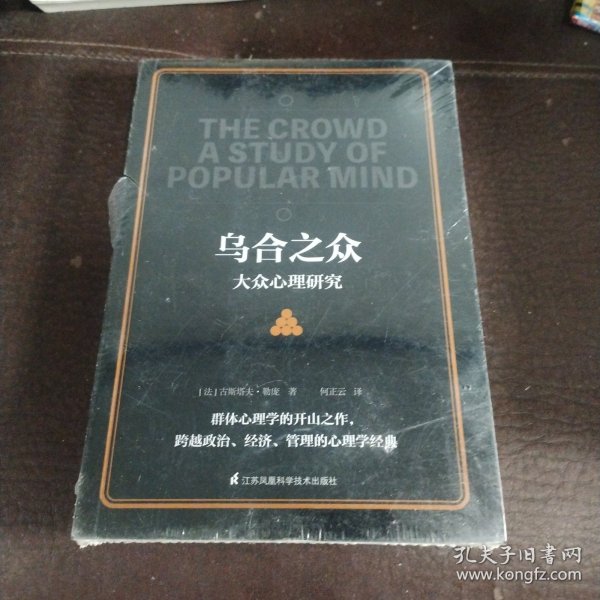 THE CROWD
A STUDY OF
POPULAR MIND
乌合之众
大众心理研究
[法]古斯塔夫·勒庞 著 何正云 译
群体心理学的开山之作，
跨越政治、经济、管理的心理学经典
江苏凤凰科学技术出版社
孔夫子旧书网
www.kongfz.com